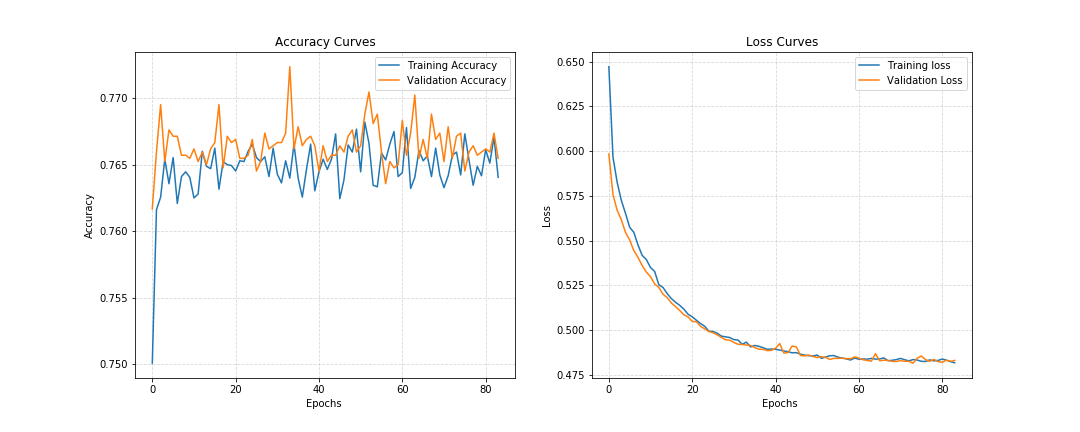 Accuracy Curves
Training Accuracy
Validation Accuracy
0.770
0.765
0.760
0.755
0.750
Accuracy
0
20
40
60
80
Epochs
Loss Curves
Training loss
Validation Loss
0.650
0.625
0.600
0.575
0.550
0.525
0.500
0.475
Loss
0
20
40
60
80
Epochs